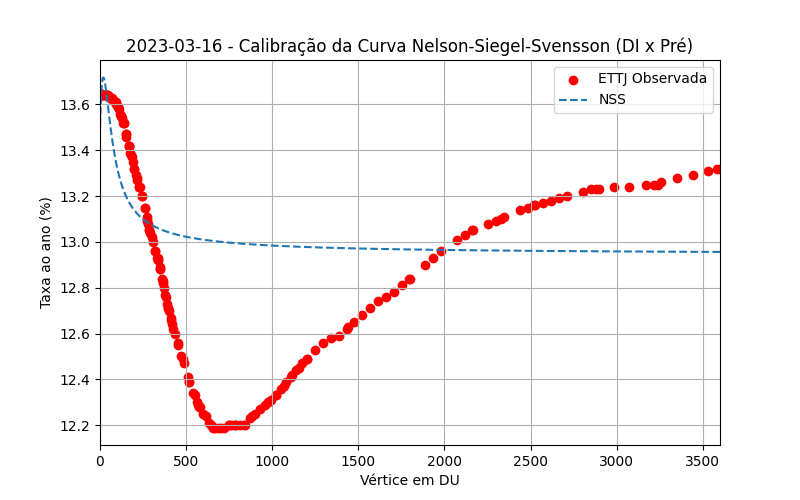 2023-03-16 - Calibração da Curva Nelson-Siegel-Svensson (DI x Pré)
ETTJ Observada
NSS
Taxa ao ano (%)
13.6
13.4
13.2
13.0
12.8
12.6
12.4
12.2
0 500 1000 1500 2000 2500 3000 3500
Vértice em DU